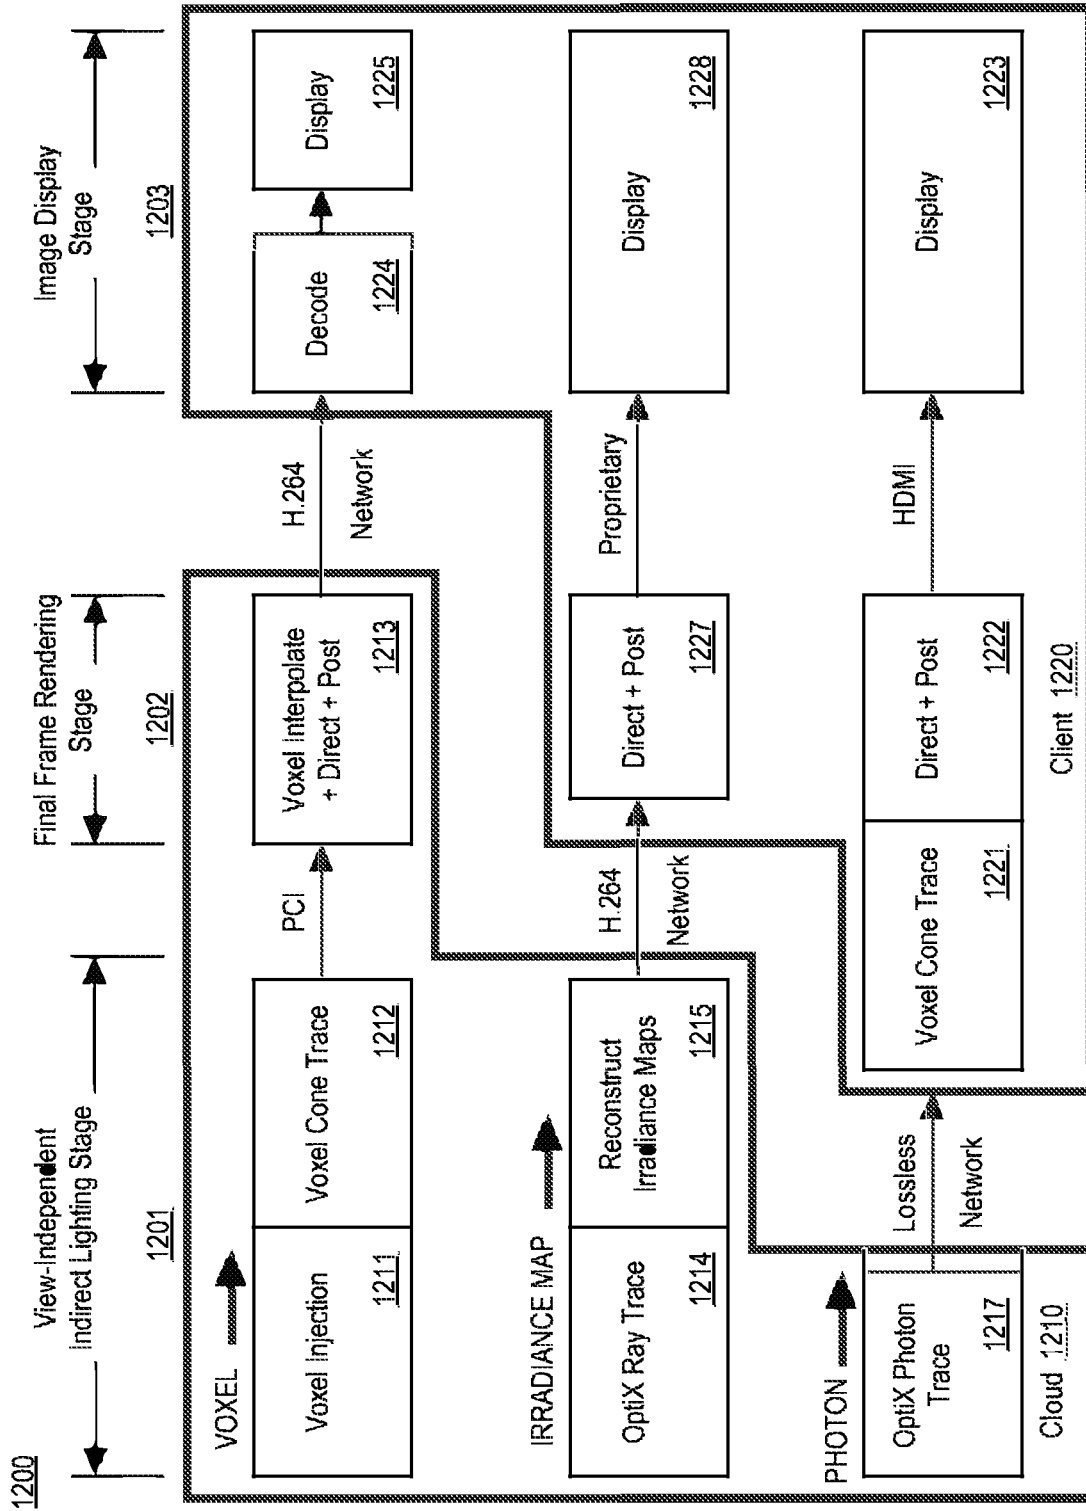 1200
View-Independent
Indirect Lighting Stage
1201
Final Frame Rendering
Stage
1202
Image Display
Stage
1203
VOXEL
Voxel Injection
1211
Voxel Cone Trace
1212
PCI
Voxel Interpolate
+ Direct + Post
1213
H.264
Network
Decode
1224
Display
1225
IRRADIANCE MAP
OptiX Ray Trace
1214
Reconstruct
Irradiance Maps
1215
H.264
Network
Direct + Post
1227
Proprietary
Display
1228
PHOTON
OptiX Photon
Trace
1217
Lossless
Network
Voxel Cone Trace
1221
Direct + Post
1222
HDMI
Display
1223
Cloud 1210
Client 1220